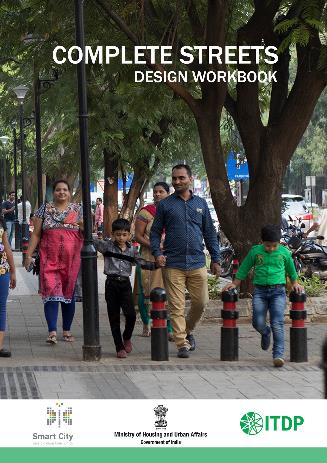 COMPLETE STREETS
DESIGN WORKBOOK
Smart City
Ministry of Housing and Urban Affairs
Government of India
ITDP